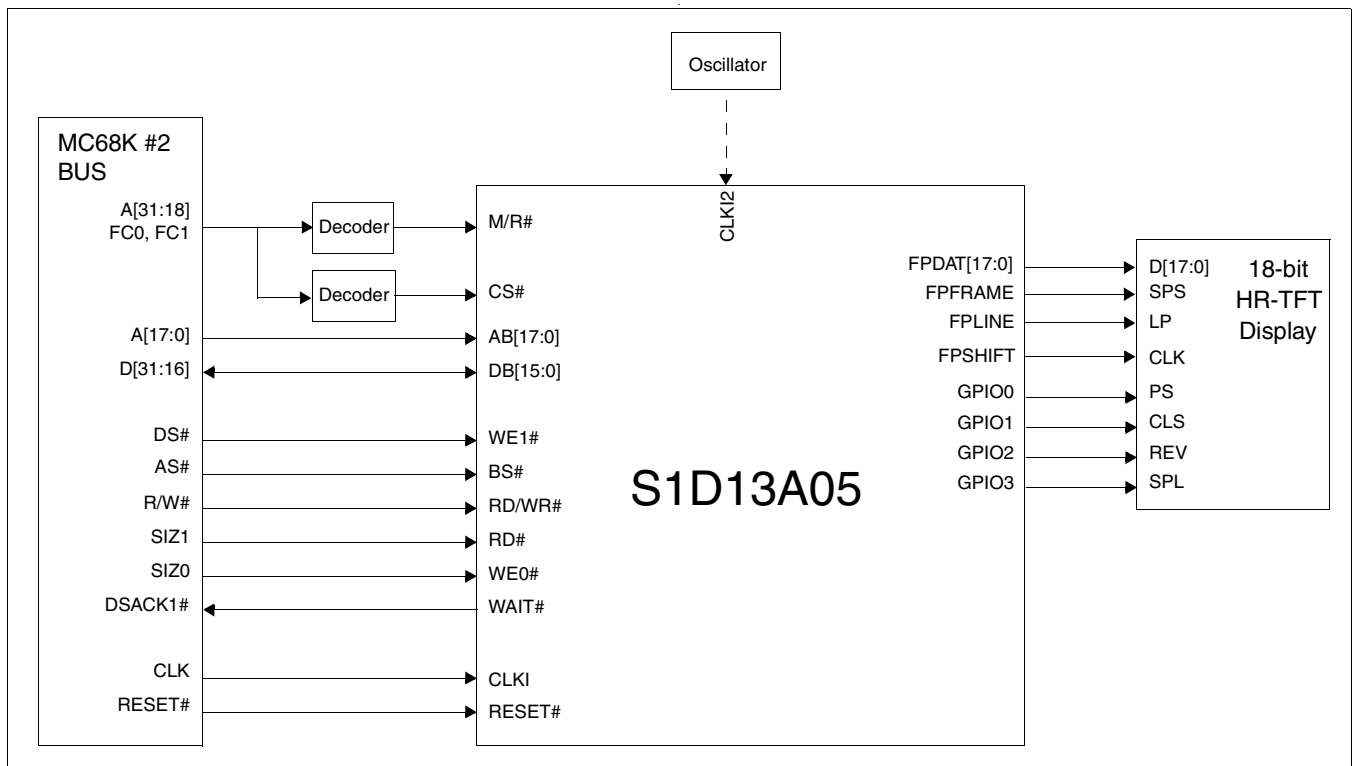 Oscillator
MC68K #2
BUS
A[31:18]
FC0, FC1
Decoder
M/R#
CLKI2
Decoder
CS#
A[17:0]
AB[17:0]
D[31:16]
DB[15:0]
DS#
WE1#
AS#
BS#
R/W#
RD/WR#
SIZ1
RD#
SIZ0
WE0#
DSACK1#
WAIT#
CLK
CLKI
RESET#
RESET#
S1D13A05
FPDAT[17:0]
FPFRAME
FPLINE
FPSHIFT
GPIO0
GPIO1
GPIO2
GPIO3
D[17:0]
SPS
LP
CLK
PS
CLS
REV
SPL
18-bit
HR-TFT
Display